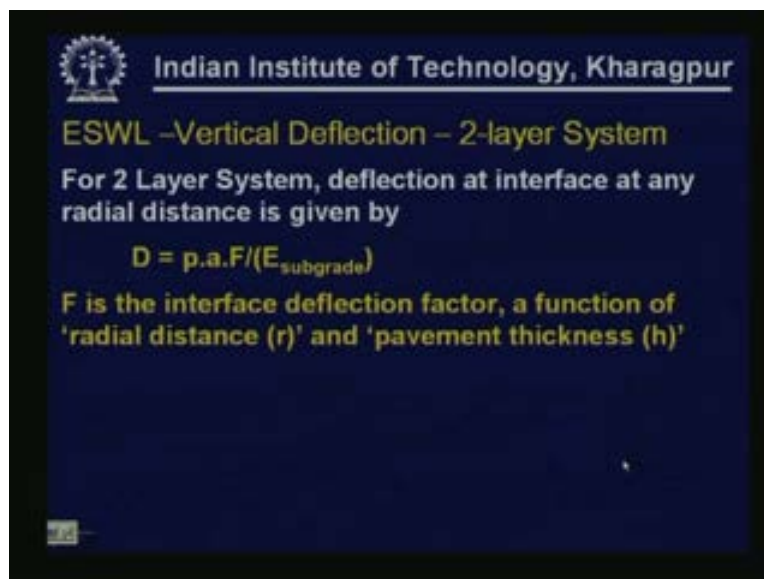 Indian Institute of Technology, Kharagpur
ESWL –Vertical Deflection – 2-layer System
For 2 Layer System, deflection at interface at any
radial distance is given by
D = p.a.F/(E_subgrade)
F is the interface deflection factor, a function of
‘radial distance (r)’ and ‘pavement thickness (h)’